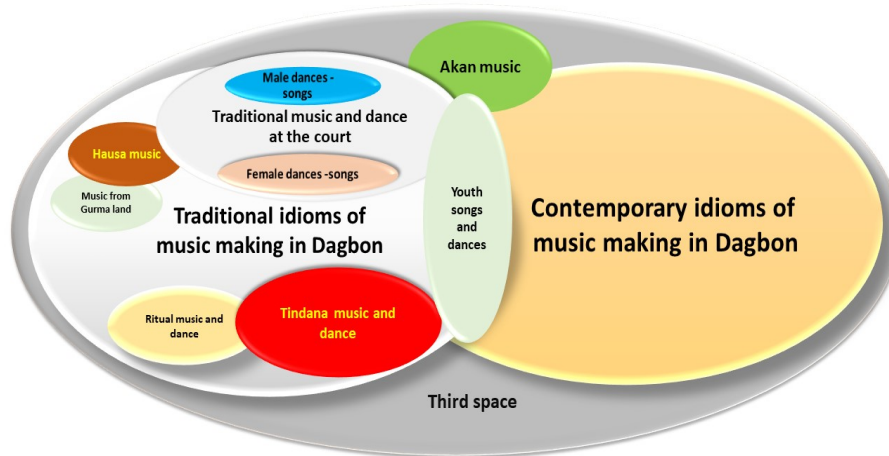 Akan music
Male dances -
songs
Traditional music and dance
at the court
Hausa music
Female dances -songs
Music from
Gurma land
Traditional idioms of
music making in Dagbon
Youth
songs
and
dances
Contemporary idioms of
music making in Dagbon
Ritual music and
dance
Tindana music and
dance
Third space